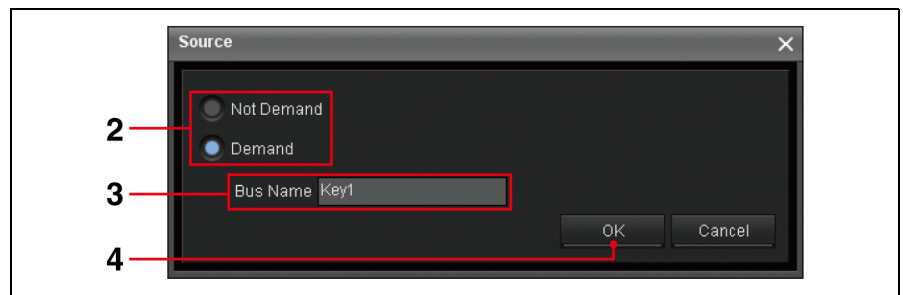 Source
2
Not Demand
Demand
3
Bus Name Key1
OK Cancel
4